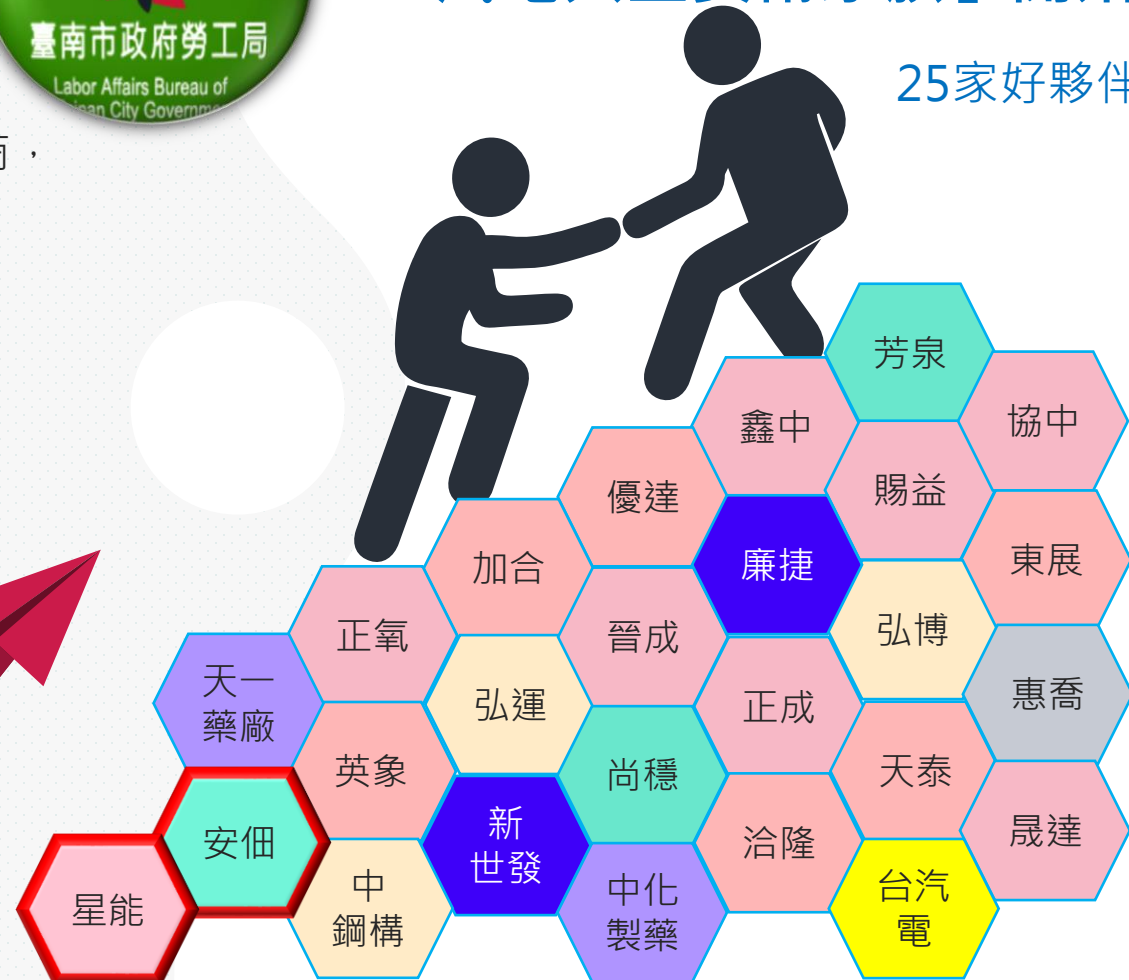 臺南市政府勞工局
Labor Affairs Bureau of
City
25家好夥伴
芳泉
協中
鑫中
賜益
優達
東展
加合
廉捷
弘博
正氧
晉成
惠喬
天一
藥廠
弘運
正成
天泰
英象
尚穩
晟達
安佃
新
世發
洽隆
星能
中
鋼構
中化
製藥
台汽
電